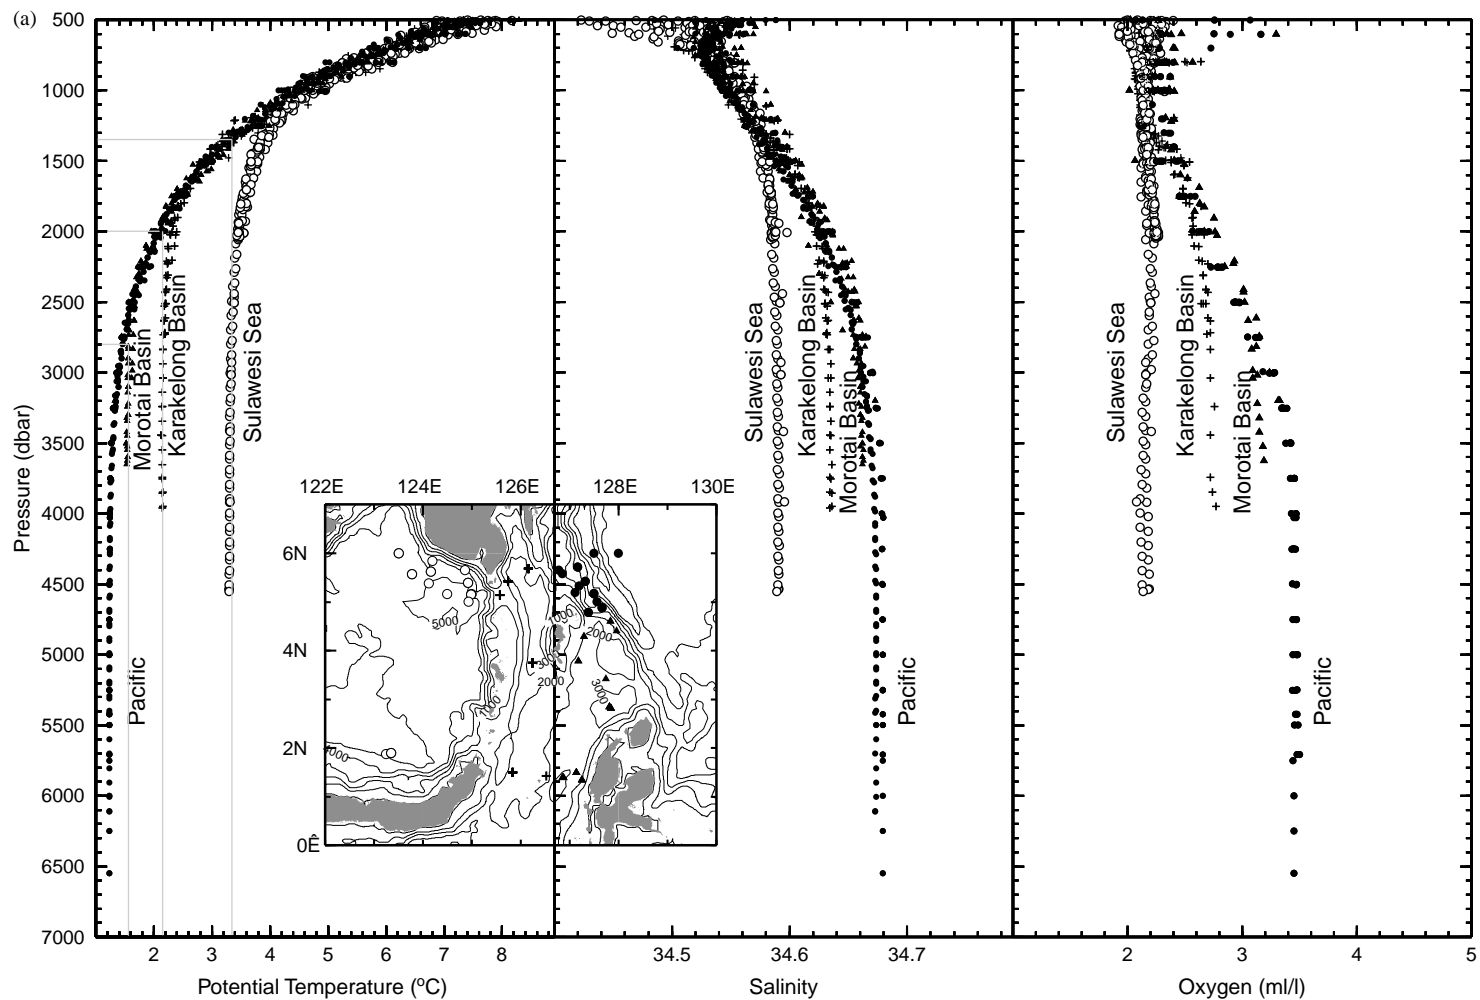 (a)
500
1000
1500
2000
2500
3000
3500
4000
4500
5000
5500
6000
6500
7000
Pressure (dbar)
2 3 4 5 6 7 8
Potential Temperature (ºC)
Morotai Basin
Karakelong Basin
Sulawesi Sea
Pacific
34.5 34.6 34.7
Salinity
Sulawesi Sea
Karakelong Basin
Morotai Basin
Pacific
2 3 4 5
Oxygen (ml/l)
Sulawesi Sea
Karakelong Basin
Morotai Basin
Pacific
122E 124E 126E 128E 130E
6N
4N
2N
0Ê
5000
1000
2000
2000
3000